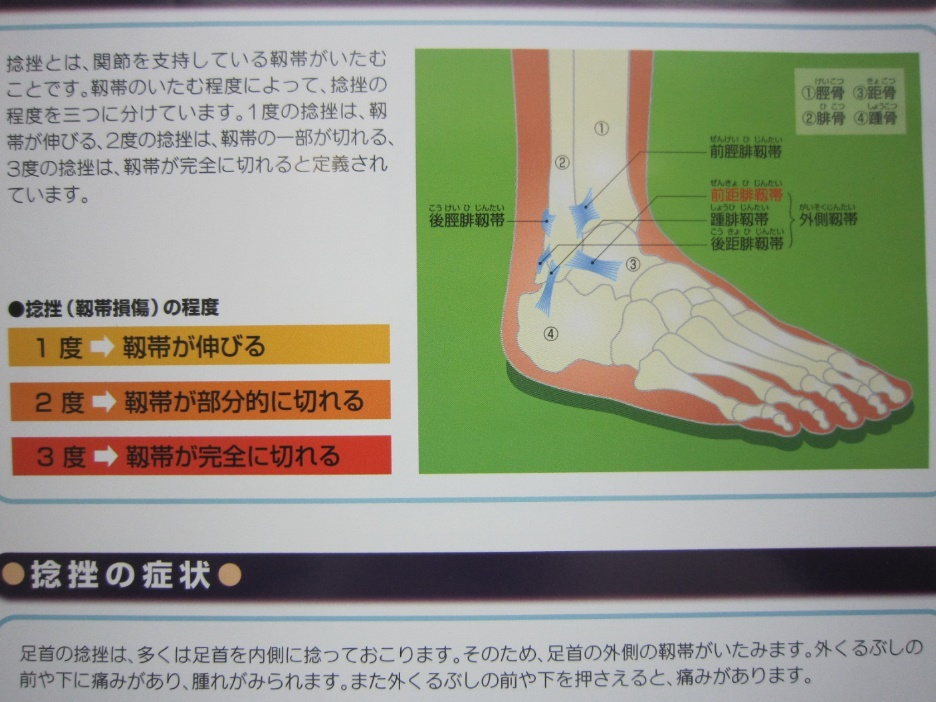 捻挫とは、関節を支持している靱帯がいたむ
ことです。靱帯のいたむ程度によって、捻挫の
程度を三つに分けています。1度の捻挫は、靱
帯が伸びる、2度の捻挫は、靱帯の一部が切れる、
3度の捻挫は、靱帯が完全に切れると定義され
ています。
●捻挫（靱帯損傷）の程度
1 度 ➡ 靱帯が伸びる
2 度 ➡ 靱帯が部分的に切れる
3 度 ➡ 靱帯が完全に切れる
けいこつ きょこつ
①脛骨 ③距骨
ひこつ しょうこつ
②腓骨 ④踵骨
①
②
③
④
ぜんけい ひ じんたい
前脛腓靱帯
ぜんきょ ひ じんたい
前距腓靱帯
しょうひ じんたい
踵腓靱帯
こうきょ ひ じんたい
後距腓靱帯
がいそくじんたい
外側靱帯
こうけい ひ じんたい
後脛腓靱帯
捻挫の症状
足首の捻挫は、多くは足首を内側に捻っておこります。そのため、足首の外側の靱帯がいたみます。外くるぶしの
前や下に痛みがあり、腫れがみられます。また外くるぶしの前や下を押さえると、痛みがあります。